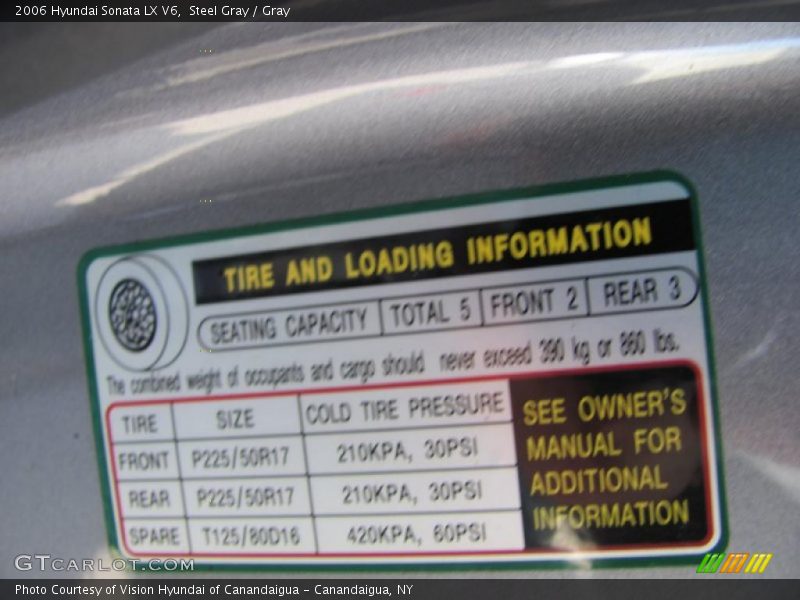 2006 Hyundai Sonata LX V6, Steel Gray / Gray
TIRE AND LOADING INFORMATION
SEATING CAPACITY TOTAL 5 FRONT 2 REAR 3
The combined weight of occupants and cargo should never exceed 390 kg or 860 lbs.
TIRE SIZE COLD TIRE PRESSURE
FRONT P225/50R17 210KPA, 30PSI
REAR P225/50R17 210KPA, 30PSI
SPARE T125/80D16 420KPA, 60PSI
SEE OWNER'S
MANUAL FOR
ADDITIONAL
INFORMATION
GTCARLOT.COM
Photo Courtesy of Vision Hyundai of Canandaigua – Canandaigua, NY